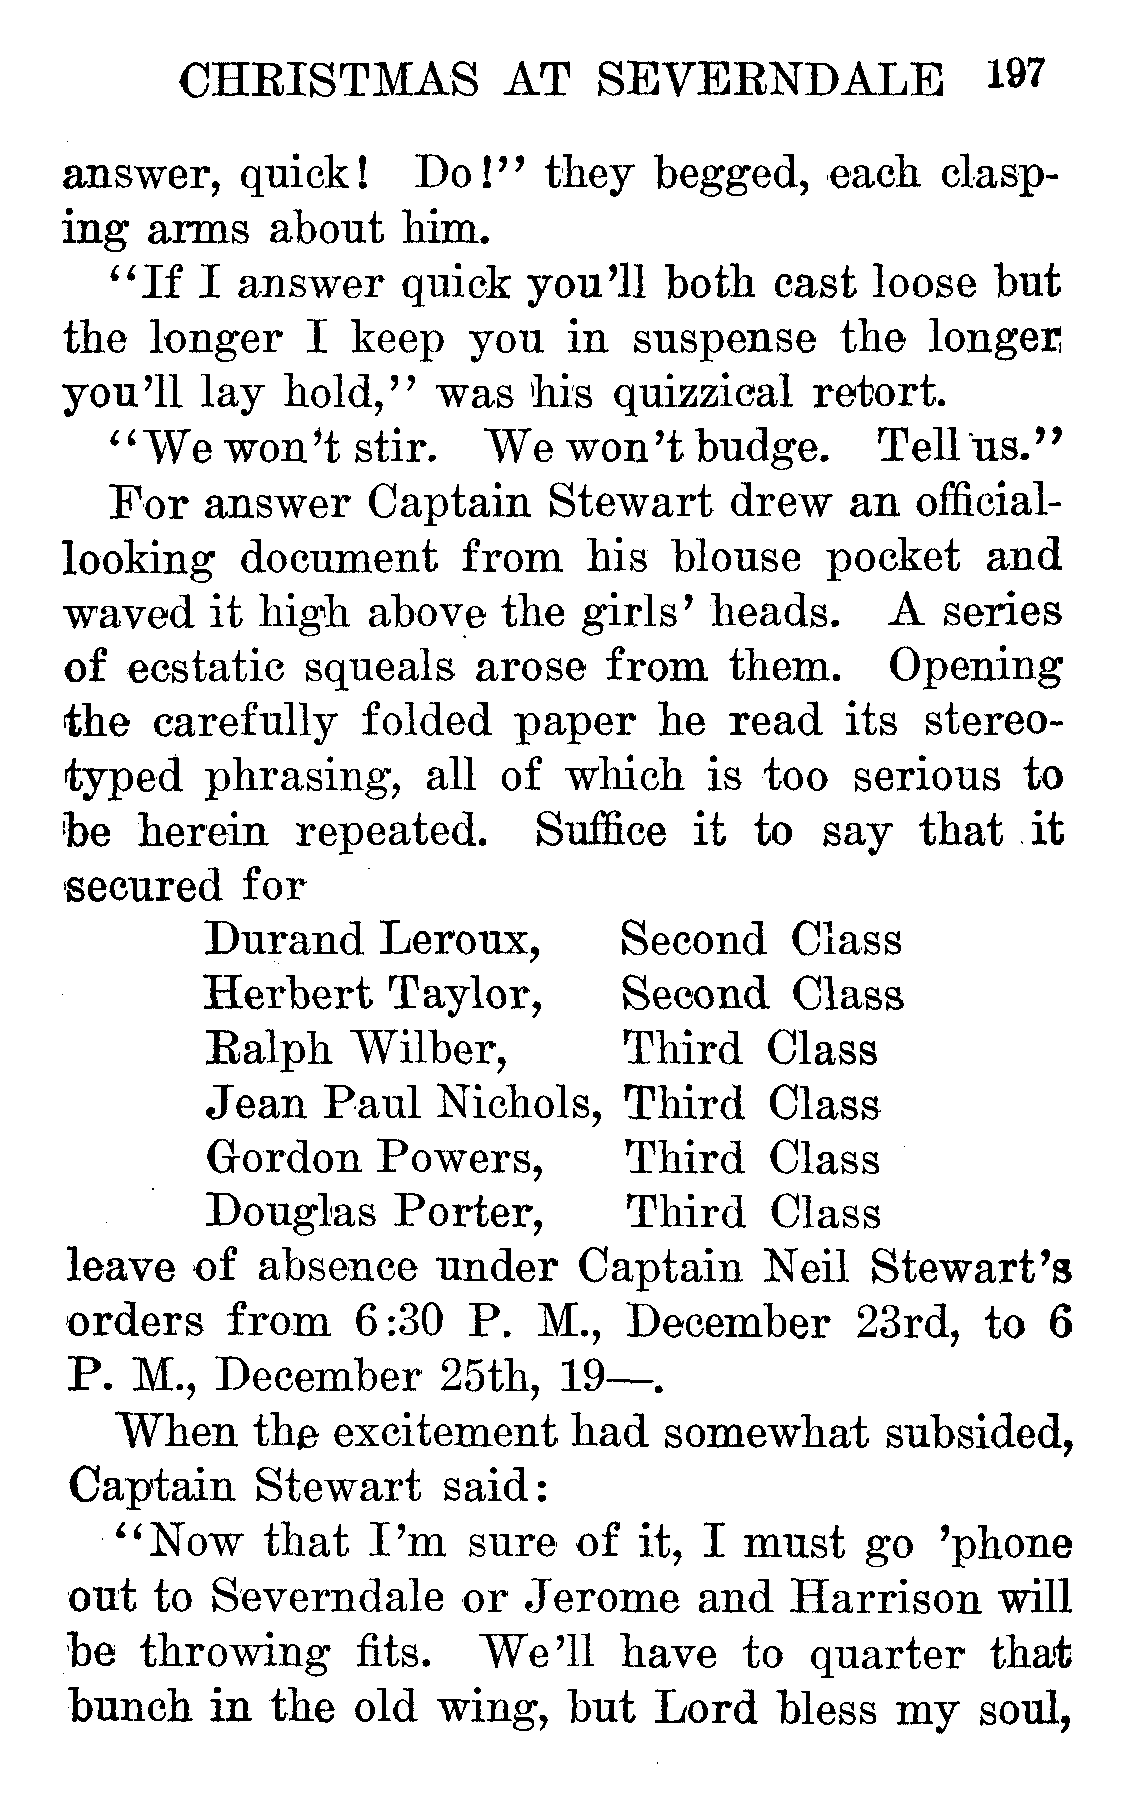 CHRISTMAS AT SEVERNDALE 197
answer, quick! Do!" they begged, each clasp-
ing arms about him.
"If I answer quick you'll both cast loose but
the longer I keep you in suspense the longer
you'll lay hold," was his quizzical retort.
"We won't stir. We won't budge. Tell us."
For answer Captain Stewart drew an official-
looking document from his blouse pocket and
waved it high above the girls' heads. A series
of ecstatic squeals arose from them. Opening
the carefully folded paper he read its stereo-
typed phrasing, all of which is too serious to
be herein repeated. Suffice it to say that it
secured for
Durand Leroux, Second Class
Herbert Taylor, Second Class
Ralph Wilber, Third Class
Jean Paul Nichols, Third Class
Gordon Powers, Third Class
Douglas Porter, Third Class
leave of absence under Captain Neil Stewart's
orders from 6:30 P. M., December 23rd, to 6
P. M., December 25th, 19—.
When the excitement had somewhat subsided,
Captain Stewart said:
"Now that I'm sure of it, I must go 'phone
out to Severndale or Jerome and Harrison will
be throwing fits. We'll have to quarter that
bunch in the old wing, but Lord bless my soul,